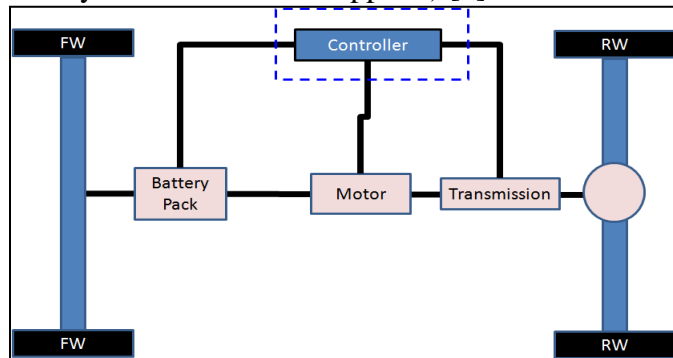 FW
Controller
RW
Battery
Pack
Motor
Transmission
FW
RW